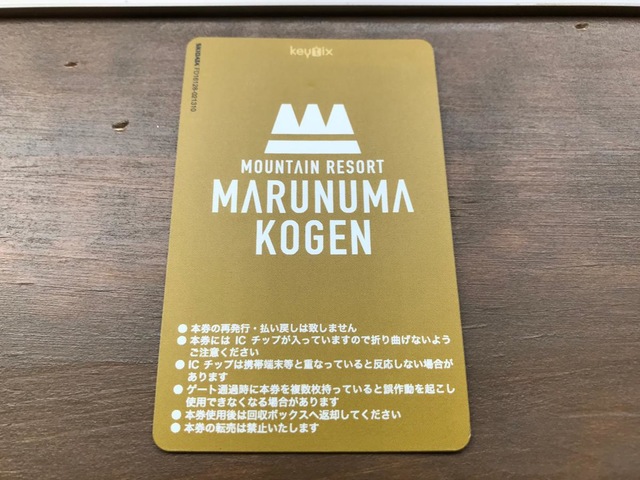 keytix
SKIDATA FO16126-021310
MOUNTAIN RESORT
MARUNUMA
KOGEN
● 本券の再発行・払い戻しは致しません
● 本券には IC チップが入っていますので折り曲げないよう
ご注意ください
● IC チップは携帯端末等と重なっていると反応しない場合が
あります
● ゲート通過時に本券を複数枚持っていると誤作動を起こし
使用できなくなる場合があります
● 本券使用後は回収ボックスへ返却してください
● 本券の転売は禁止いたします